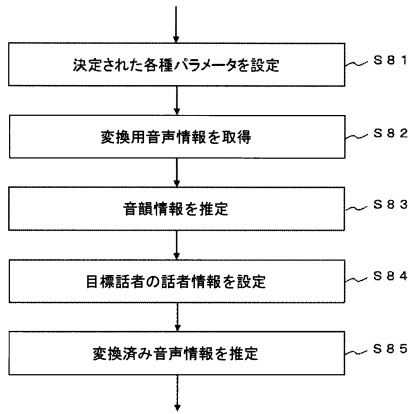 決定された各種パラメータを設定 S81
変換用音声情報を取得 S82
音韻情報を推定 S83
目標話者の話者情報を設定 S84
変換済み音声情報を推定 S85